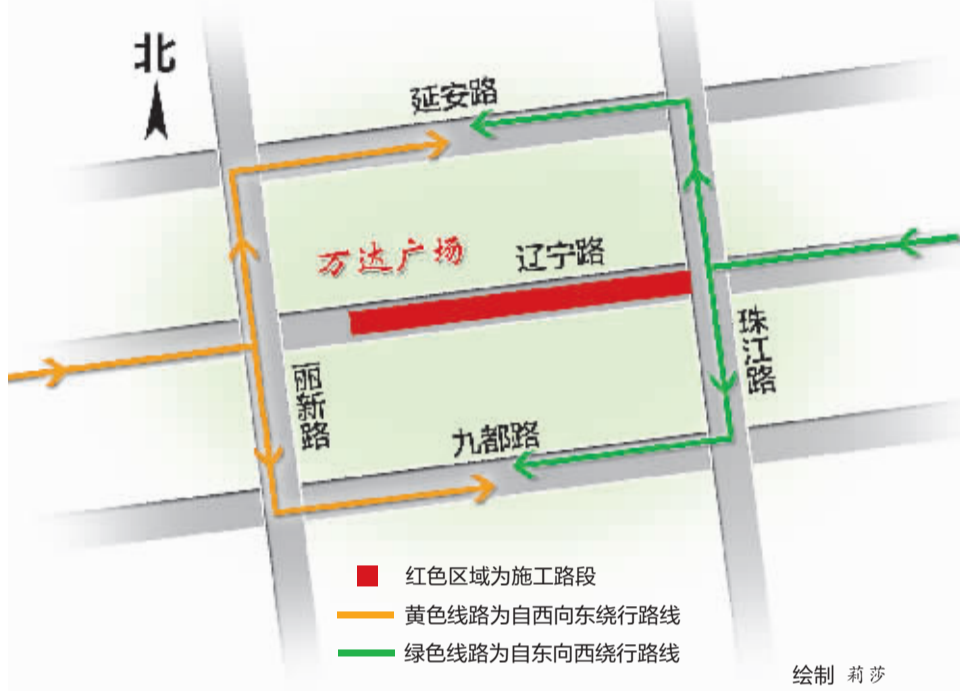 北
延安路
万达广场
辽宁路
珠江路
丽新路
九都路
红色区域为施工路段
黄色线路为自西向东绕行路线
绿色线路为自东向西绕行路线
绘制 莉莎